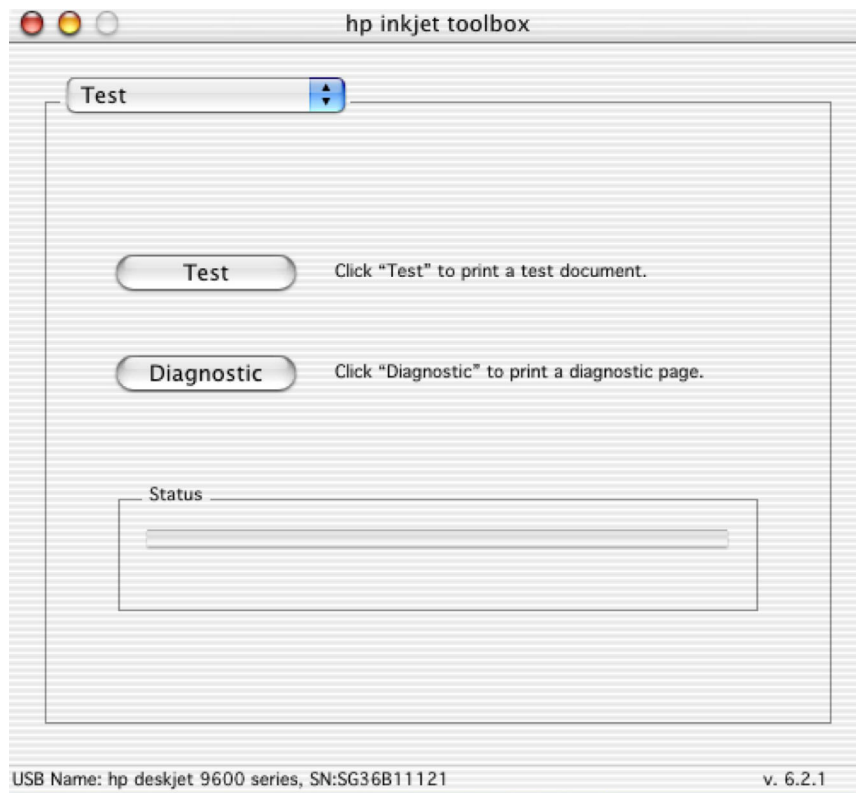 hp inkjet toolbox
Test
Test
Click “Test” to print a test document.
Diagnostic
Click “Diagnostic” to print a diagnostic page.
Status
USB Name: hp deskjet 9600 series, SN:SG36B11121
v. 6.2.1